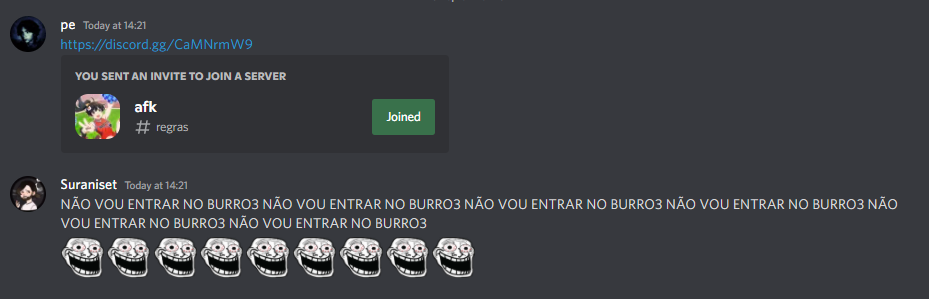 pe Today at 14:21
https://discord.gg/CaMNrmW9
YOU SENT AN INVITE TO JOIN A SERVER
afk
# regras
Joined
Suraniset Today at 14:21
NÃO VOU ENTRAR NO BURRO3 NÃO VOU ENTRAR NO BURRO3 NÃO VOU ENTRAR NO BURRO3 NÃO VOU ENTRAR NO BURRO3 NÃO
VOU ENTRAR NO BURRO3 NÃO VOU ENTRAR NO BURRO3